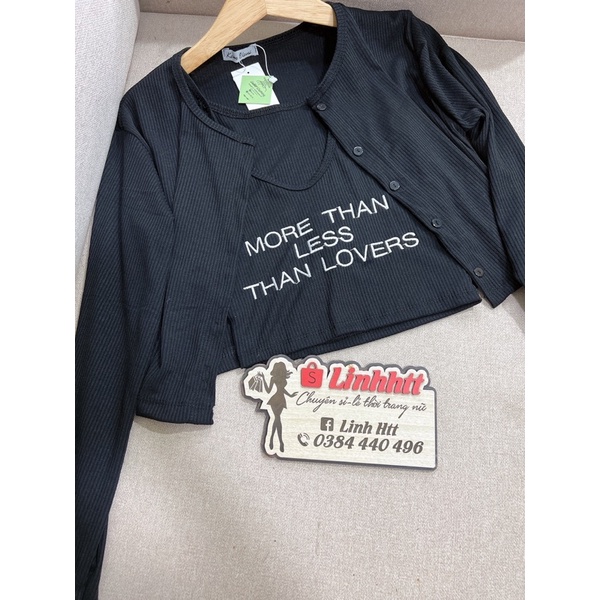 MORE THAN
LESS
THAN LOVERS
S Linhhtt
Chuyên sỉ-lẻ thời trang nữ
Linh Htt
0384 440 496